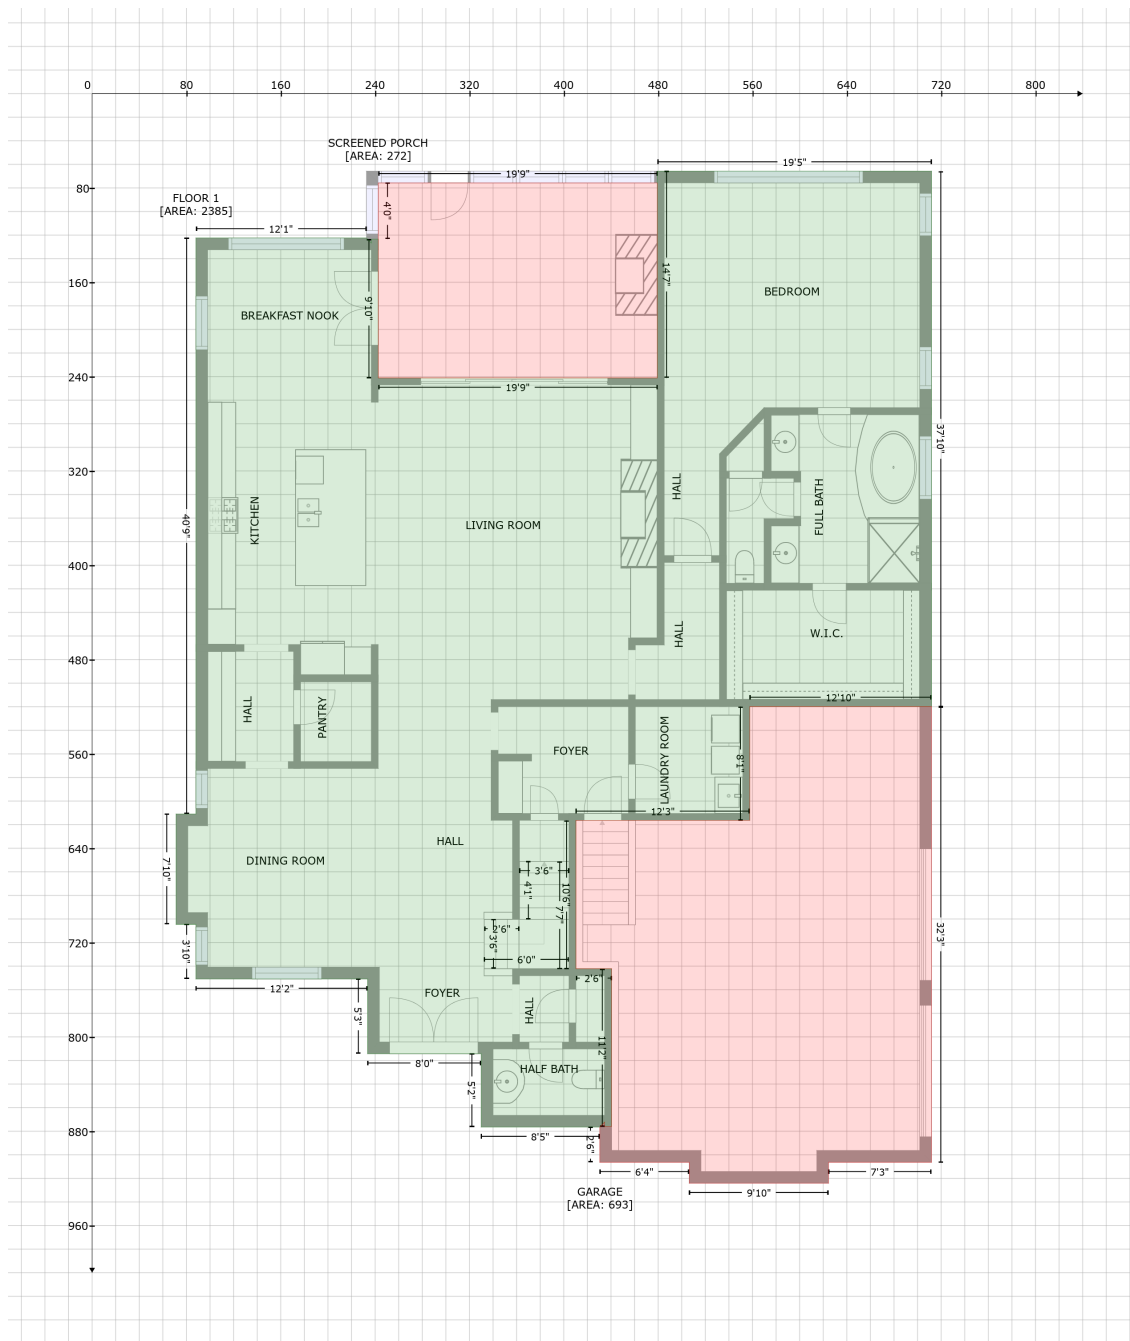 0 80 160 240 320 400 480 560 640 720 800
SCREENED PORCH
[AREA: 272]
19'5"
19'9"
80
FLOOR 1
[AREA: 2385]
4'0"
12'1"
14'7"
160
BEDROOM
9'10"
BREAKFAST NOOK
240
19'9"
37'10"
320
HALL
FULL BATH
KITCHEN
LIVING ROOM
40'9"
400
HALL
W.I.C.
480
12'10"
HALL
PANTRY
FOYER
LAUNDRY ROOM
8'1"
560
12'3"
HALL
640
7'10"
DINING ROOM
3'6"
4'1"
10'6"
7'7"
2'6"
3'6"
32'3"
720
3'10"
6'0"
2'6"
12'2"
FOYER
HALL
5'3"
800
11'2"
8'0"
HALF BATH
5'2"
880
8'5"
2'6"
6'4"
7'3"
GARAGE
[AREA: 693]
9'10"
960